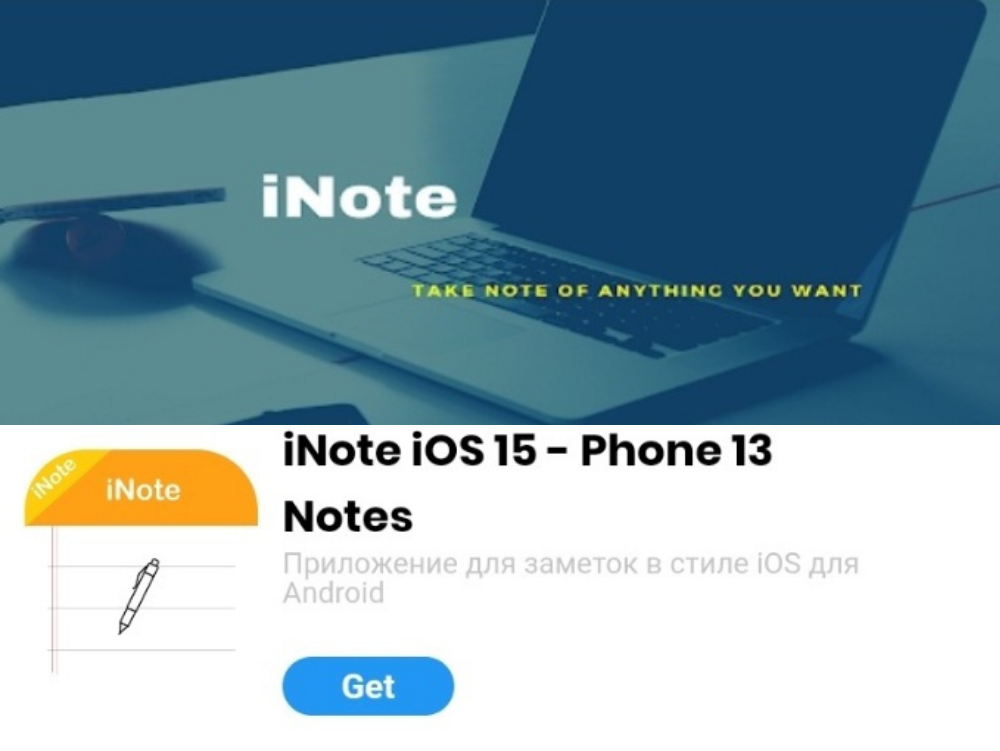 iNote
TAKE NOTE OF ANYTHING YOU WANT
iNote iOS 15 - Phone 13
Notes
iNote
iNote
Приложение для заметок в стиле iOS для
Android
Get